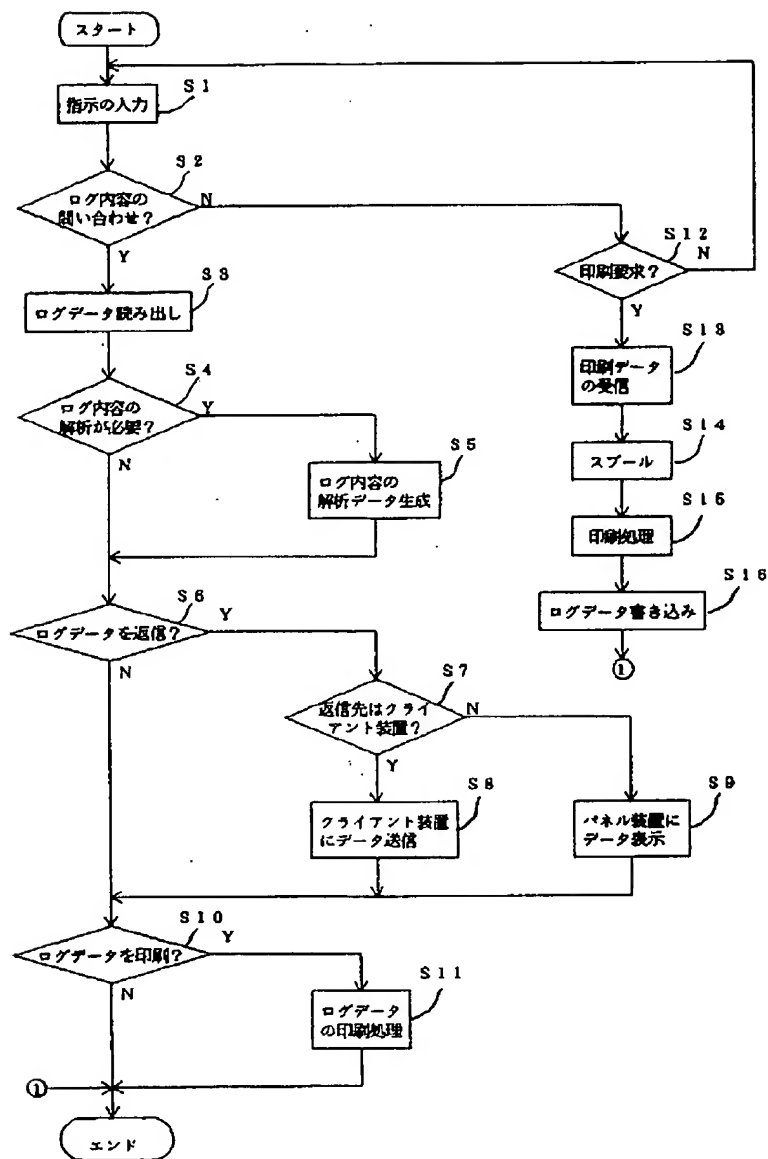 スタート
指示の入力
S1
ログ内容の
問い合わせ?
S2
Y
N
ログデータ読み出し
S3
ログ内容の
解析が必要?
S4
Y
N
ログ内容の
解析データ生成
S5
ログデータを返信?
S6
Y
N
返信先はクライ
アント装置?
S7
N
Y
クライアント装置
にデータ送信
S8
パネル装置に
データ表示
S9
ログデータを印刷?
S10
Y
N
ログデータ
の印刷処理
S11
①
エンド
印刷要求?
S12
N
Y
印刷データ
の受信
S13
スプール
S14
印刷処理
S15
ログデータ書き込み
S16
①